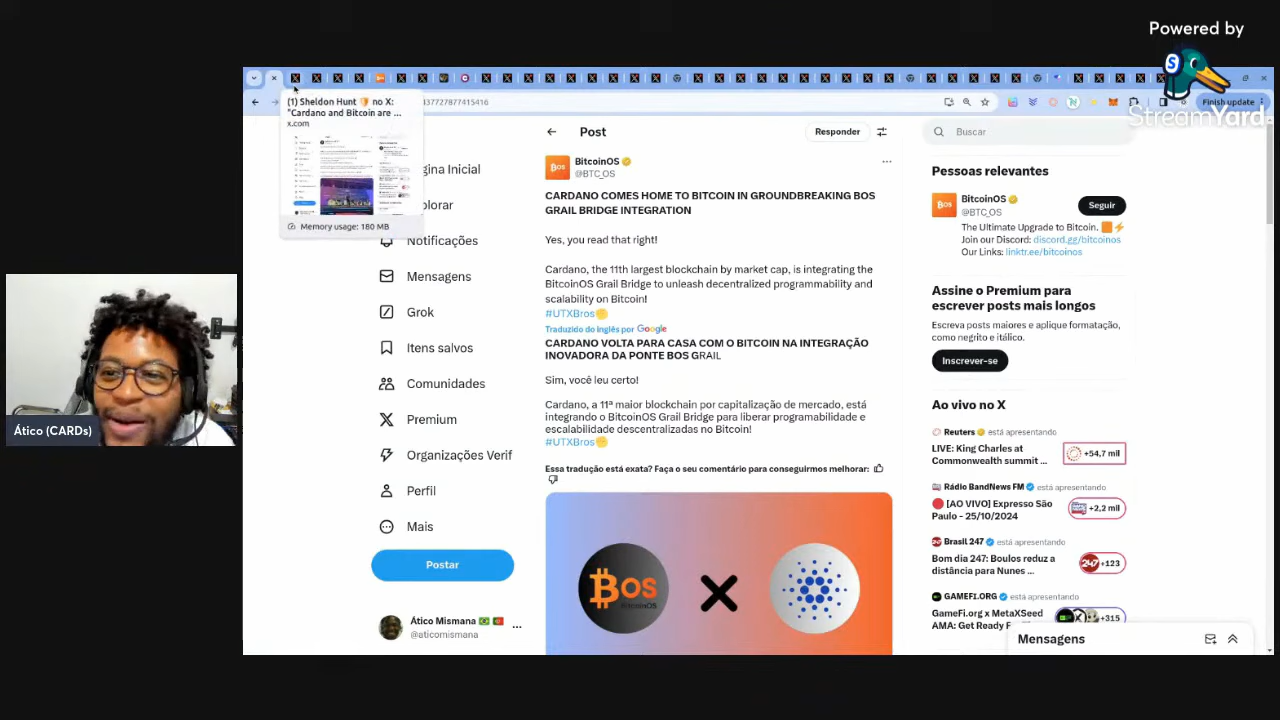 Powered by
StreamYard
(1) Sheldon Hunt 🛡️ no X:
"Cardano and Bitcoin are ...
x.com
Memory usage: 180 MB
37727877415416
Finish update
Post
Responder
Buscar
gina Inicial
orar
Notificações
Mensagens
Grok
Itens salvos
Comunidades
Premium
Organizações Verif
Perfil
Mais
Postar
Ático Mismana 🇧🇷 🇵🇹
@aticomismana
BitcoinOS
@BTC_OS
CARDANO COMES HOME TO BITCOIN IN GROUNDBREAKING BOS
GRAIL BRIDGE INTEGRATION
Yes, you read that right!
Cardano, the 11th largest blockchain by market cap, is integrating the
BitcoinOS Grail Bridge to unleash decentralized programmability and
scalability on Bitcoin!
#UTXBros
Traduzido do inglês por Google
CARDANO VOLTA PARA CASA COM O BITCOIN NA INTEGRAÇÃO
INOVADORA DA PONTE BOS GRAIL
Sim, você leu certo!
Cardano, a 11ª maior blockchain por capitalização de mercado, está
integrando o BitcoinOS Grail Bridge para liberar programabilidade e
escalabilidade descentralizadas no Bitcoin!
#UTXBros
Essa tradução está exata? Faça o seu comentário para conseguirmos melhorar:
BOS
BitcoinOS
Pessoas relevantes
BitcoinOS
@BTC_OS
Seguir
The Ultimate Upgrade to Bitcoin. 🟧⚡
Join our Discord: discord.gg/bitcoinos
Our Links: linktr.ee/bitcoinos
Assine o Premium para
escrever posts mais longos
Escreva posts maiores e aplique formatação,
como negrito e itálico.
Inscrever-se
Ao vivo no X
Reuters está apresentando
LIVE: King Charles at
Commonwealth summit ...
+54,7 mil
Rádio BandNews FM está apresentando
🔴 [AO VIVO] Expresso São
Paulo - 25/10/2024
+2,2 mil
Brasil 247 está apresentando
Bom dia 247: Boulos reduz a
distância para Nunes ...
247 +123
GAMEFI.ORG está apresentando
GameFi.org x MetaXSeed
AMA: Get Ready F
+315
Mensagens
Ático (CARDs)